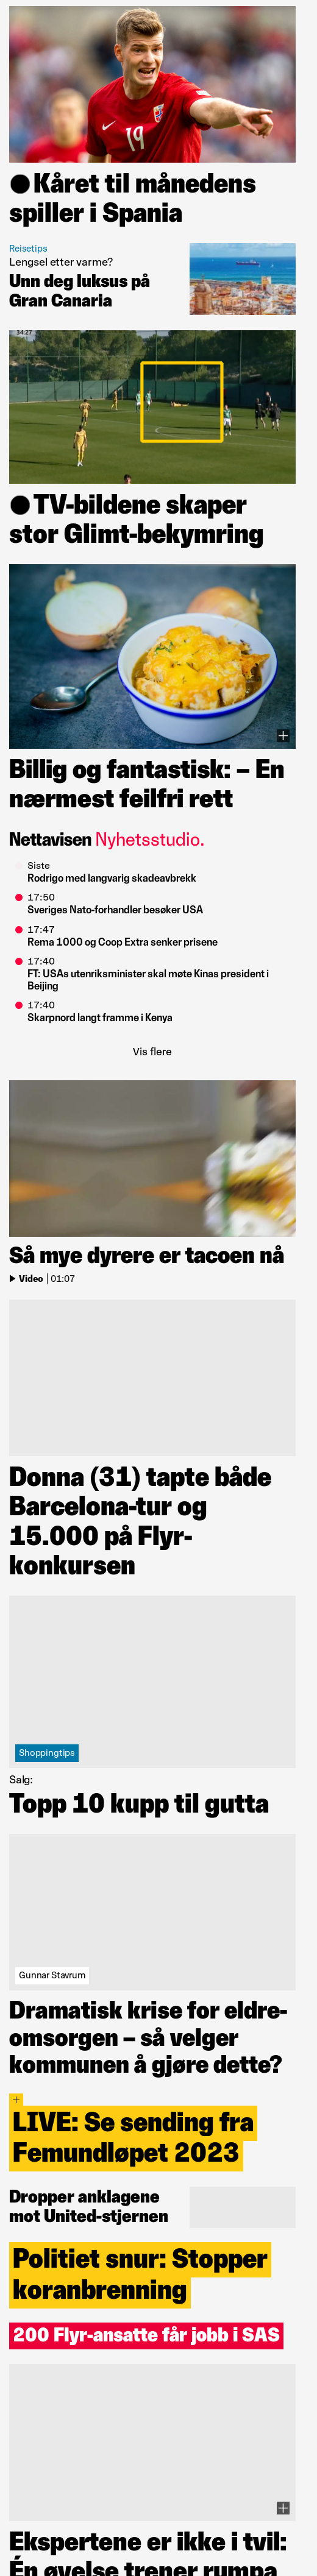 19
Kåret til månedens
spiller i Spania
Reisetips
Lengsel etter varme?
Unn deg luksus på
Gran Canaria
34:27
TV-bildene skaper
stor Glimt-bekymring
Billig og fantastisk: – En
nærmest feilfri rett
Nettavisen Nyhetsstudio.
Siste
Rodrigo med langvarig skadeavbrekk
17:50
Sveriges Nato-forhandler besøker USA
17:47
Rema 1000 og Coop Extra senker prisene
17:40
FT: USAs utenriksminister skal møte Kinas president i
Beijing
17:40
Skarpnord langt framme i Kenya
Vis flere
Så mye dyrere er tacoen nå
Video | 01:07
Donna (31) tapte både
Barcelona-tur og
15.000 på Flyr-
konkursen
Shoppingtips
Salg:
Topp 10 kupp til gutta
Gunnar Stavrum
Dramatisk krise for eldre-
omsorgen – så velger
kommunen å gjøre dette?
LIVE: Se sending fra
Femundløpet 2023
Dropper anklagene
mot United-stjernen
Politiet snur: Stopper
koranbrenning
200 Flyr-ansatte får jobb i SAS
Ekspertene er ikke i tvil:
Én øvelse trener rumpa